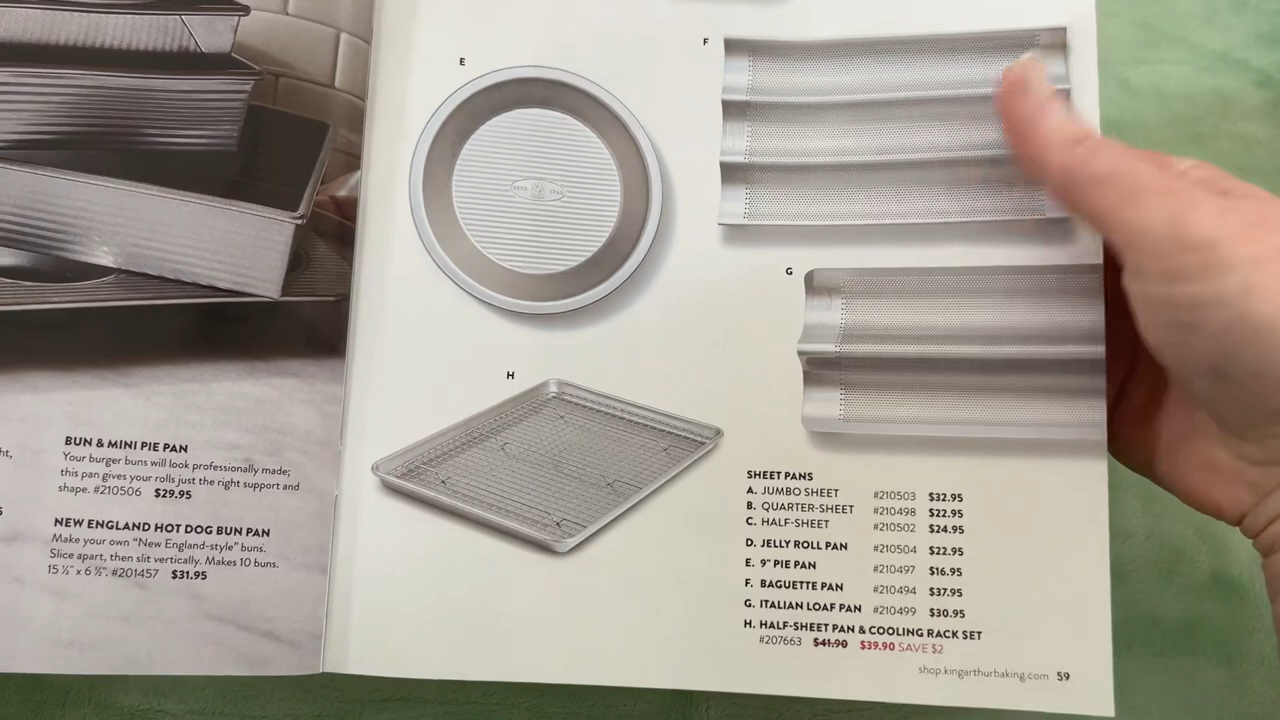 BUN & MINI PIE PAN
Your burger buns will look professionally made;
this pan gives your rolls just the right support and
shape. #210506 $29.95
NEW ENGLAND HOT DOG BUN PAN
Make your own “New England-style” buns.
Slice apart, then slit vertically. Makes 10 buns.
15 ½" x 6 ½". #201457 $31.95
E
F
G
H
SHEET PANS
A. JUMBO SHEET #210503 $32.95
B. QUARTER-SHEET #210498 $22.95
C. HALF-SHEET #210502 $24.95
D. JELLY ROLL PAN #210504 $22.95
E. 9" PIE PAN #210497 $16.95
F. BAGUETTE PAN #210494 $37.95
G. ITALIAN LOAF PAN #210499 $30.95
H. HALF-SHEET PAN & COOLING RACK SET
#207663 $41.90 $39.90 SAVE $2
shop.kingarthurbaking.com 59